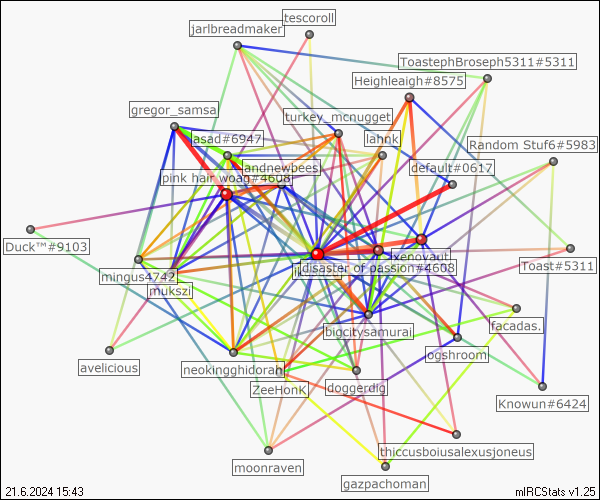 tescoroll
jarlbreadmaker
ToastephBroseph5311#5311
Heighleaigh#8575
gregor_samsa
turkey_mcnugget
asad#6947
lahnk
Random Stuf6#5983
andnewbees
default#0617
pink hair woag#4608
Duck™#9103
xenovaut
disaster of passion#4608
Toast#5311
mingus4742
mukszi
facadas.
bigcitysamurai
ogshroom
avelicious
neokingghidorah
ZeeHonK
doggerdig
Knowun#6424
thiccusboiusalexusjoneus
moonraven
gazpachoman
21.6.2024 15:43
mIRCStats v1.25